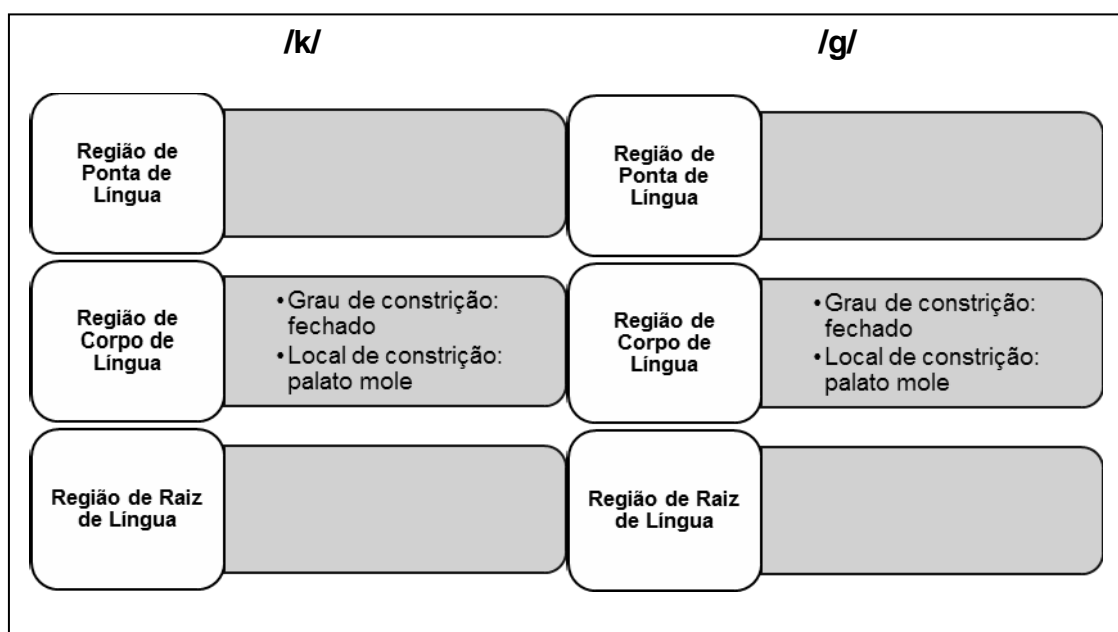 /k/
/g/
Região de
Ponta de
Língua
Região de
Ponta de
Língua
Região de
Corpo de
Língua
•Grau de constrição:
fechado
•Local de constrição:
palato mole
Região de
Corpo de
Língua
•Grau de constrição:
fechado
•Local de constrição:
palato mole
Região de Raiz
de Língua
Região de Raiz
de Língua